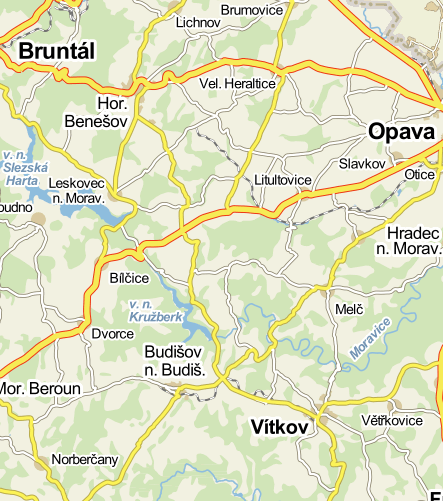 Brumovice
Lichnov
Bruntál
Vel. Heraltice
Hor.
Benešov
Opava
v. n.
Slezská
Harta
Slavkov
Leskovec
n. Morav.
Litultovice
Otice
oudno
Hradec
n. Morav.
Bílčice
v. n.
Kružberk
Melč
Dvorce
Moravice
Budišov
n. Budiš.
Mor. Beroun
Vítkov
Větřkovice
Norberčany
F